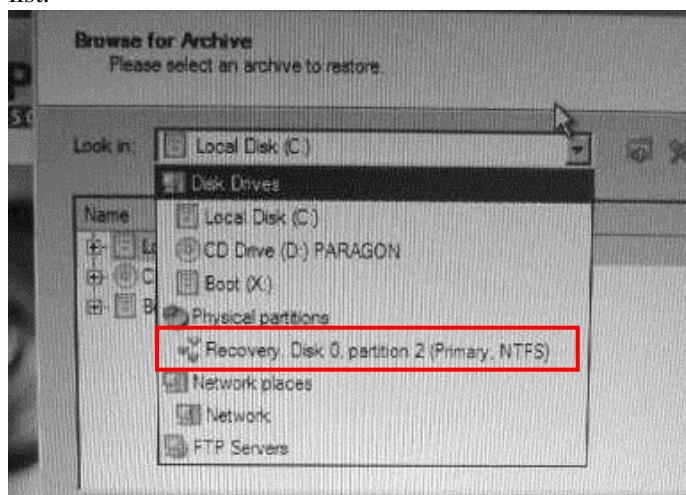 list.
Browse for Archive
Please select an archive to restore.
Look in:
Local Disk (C:)
Disk Drives
Name
Local Disk (C:)
CD Drive (D:) PARAGON
Boot (X:)
Physical partitions
Recovery, Disk 0, partition 2 (Primary, NTFS)
Network places
Network
FTP Servers